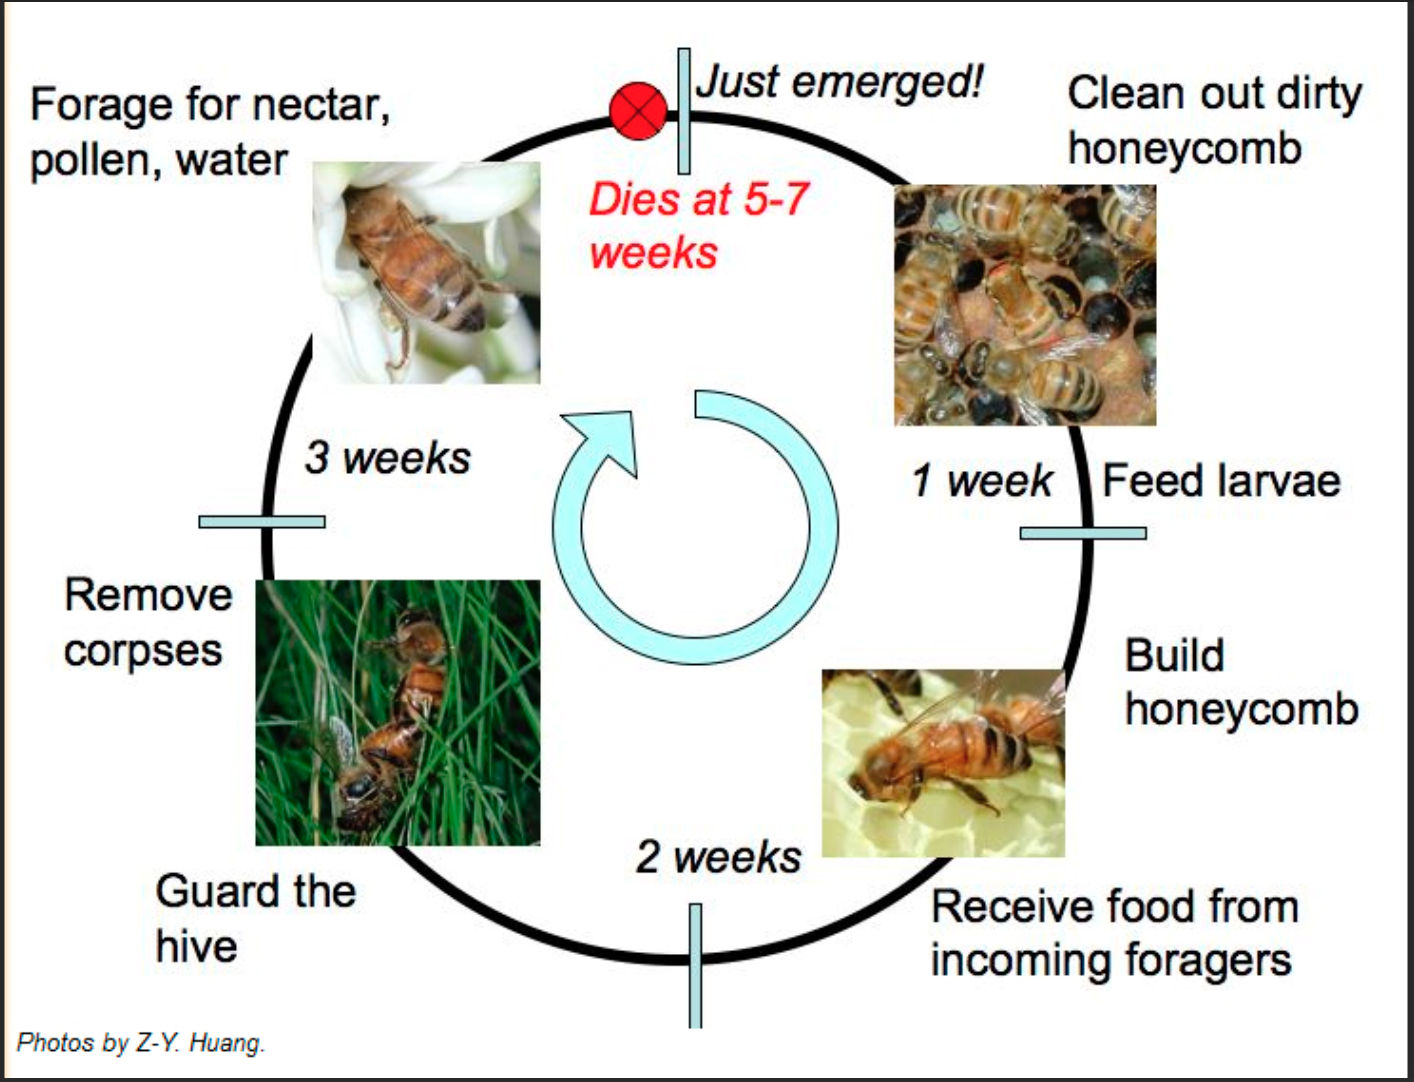 Just emerged!
Clean out dirty
honeycomb
1 week
Feed larvae
Build
honeycomb
Receive food from
incoming foragers
2 weeks
Guard the
hive
Remove
corpses
3 weeks
Forage for nectar,
pollen, water
Dies at 5-7
weeks
Photos by Z-Y. Huang.